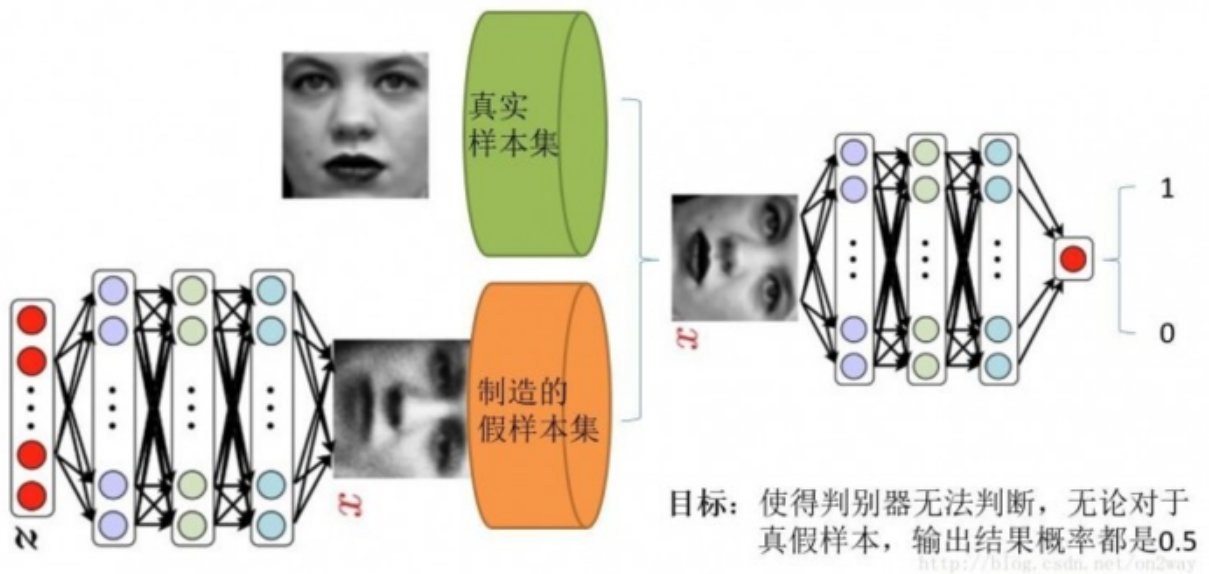 真实
样本集
制造的
假样本集
z
x
x
1
0
目标：使得判别器无法判断，无论对于
真假样本，输出结果概率都是0.5
http://blog.csdn.net/on2way